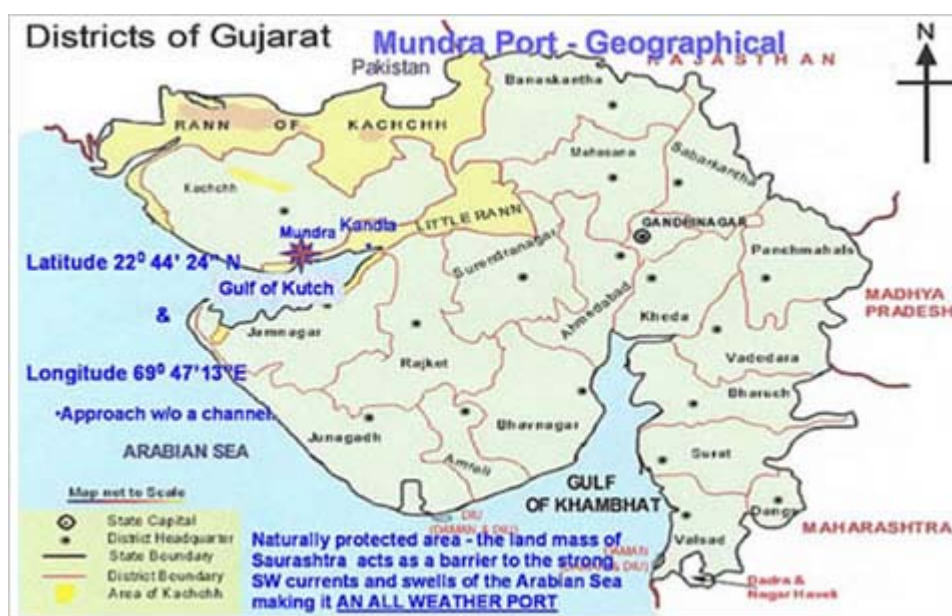 Districts of Gujarat
Mundra Port - Geographical
N
Pakistan
RAJASTHAN
Banaskantha
RANN OF KACHCHH
Mahesana
Sabarkantha
Kachchh
LITTLE RANN
Mundra
Kandla
GANDHINAGAR
Surendranagar
Panchmahals
Latitude 22⁰ 44' 24" N
Gulf of Kutch
&
Ahmedabad
MADHYA
PRADESH
Jamnagar
Kheda
Rajkot
Vadodara
Longitude 69⁰ 47'13"E
Bharuch
•Approach w/o a channel
Junagadh
Bhavnagar
ARABIAN SEA
Amreli
Surat
GULF
OF KHAMBHAT
Map not to Scale
State Capital
District Headquarter
State Boundary
District Boundary
Area of Kachchh
DIU
(DAMAN & DIU)
Dangs
MAHARASHTRA
Valsad
DAMAN
Dadra &
Nagar Haveli
Naturally protected area - the land mass of
Saurashtra acts as a barrier to the strong
SW currents and swells of the Arabian Sea
making it AN ALL WEATHER PORT